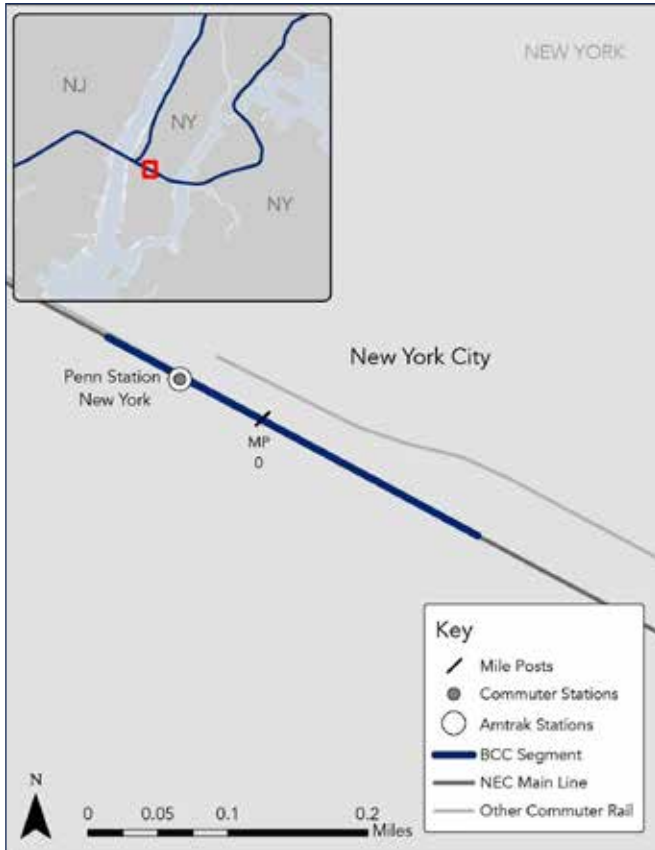 NEW YORK
NJ
NY
NY
New York City
Penn Station
New York
MP
0
Key
Mile Posts
Commuter Stations
Amtrak Stations
BCC Segment
NEC Main Line
Other Commuter Rail
N
0 0.05 0.1 0.2
Miles